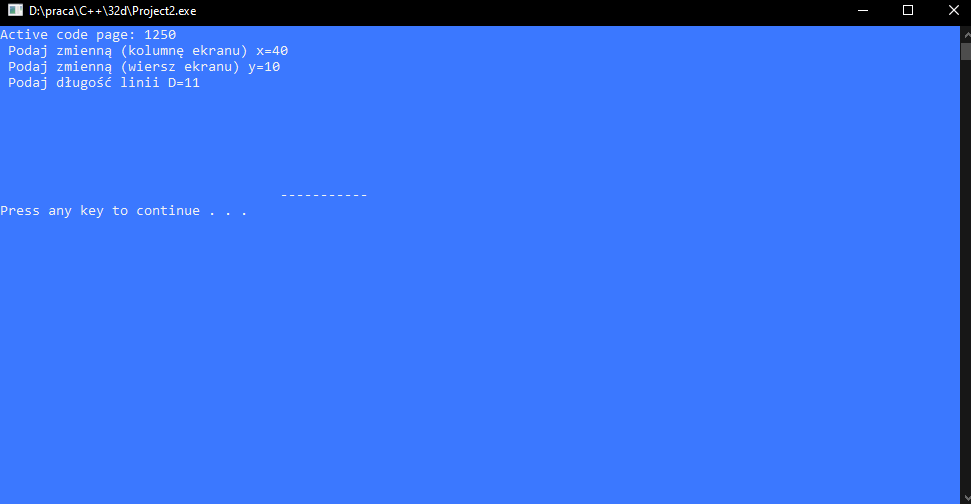 D:\praca\C++\32d\Project2.exe
Active code page: 1250
Podaj zmienną (kolumnę ekranu) x=40
Podaj zmienną (wiersz ekranu) y=10
Podaj długość linii D=11
-----------
Press any key to continue . . .